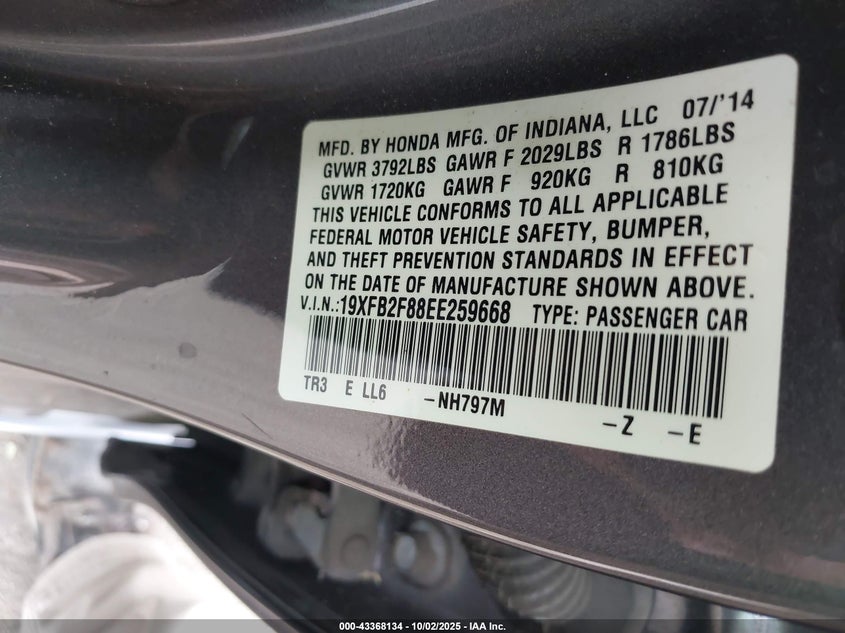 MFD. BY HONDA MFG. OF INDIANA, LLC 07/'14
GVWR 3792LBS GAWR F 2029LBS R 1786LBS
GVWR 1720KG GAWR F 920KG R 810KG
THIS VEHICLE CONFORMS TO ALL APPLICABLE
FEDERAL MOTOR VEHICLE SAFETY, BUMPER,
AND THEFT PREVENTION STANDARDS IN EFFECT
ON THE DATE OF MANUFACTURE SHOWN ABOVE.
V.I.N.:19XFB2F88EE259668 TYPE: PASSENGER CAR
TR3 E LL6 -NH797M -Z -E
000-43368134 - 10/02/2025 - IAA Inc.